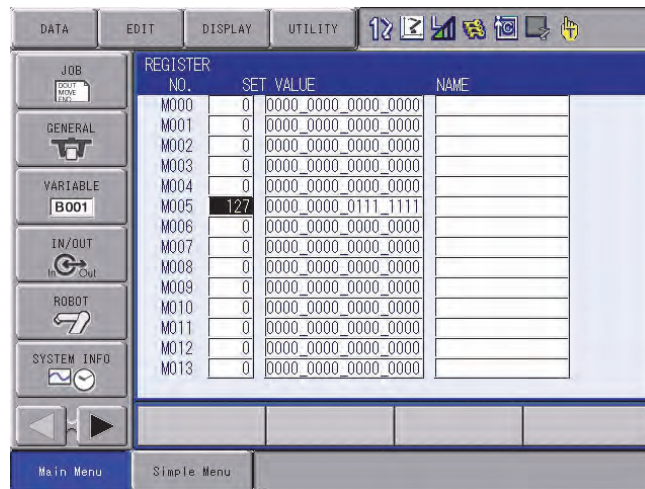 DATA EDIT DISPLAY UTILITY 12
REGISTER
NO. SET VALUE NAME
M000 0 0000_0000_0000_0000
M001 0 0000_0000_0000_0000
M002 0 0000_0000_0000_0000
M003 0 0000_0000_0000_0000
M004 0 0000_0000_0000_0000
M005 127 0000_0000_0111_1111
M006 0 0000_0000_0000_0000
M007 0 0000_0000_0000_0000
M008 0 0000_0000_0000_0000
M009 0 0000_0000_0000_0000
M010 0 0000_0000_0000_0000
M011 0 0000_0000_0000_0000
M012 0 0000_0000_0000_0000
M013 0 0000_0000_0000_0000
JOB
DOUT
MOVE
END
GENERAL
VARIABLE
B001
IN/OUT
In Out
ROBOT
SYSTEM INFO
Main Menu Simple Menu